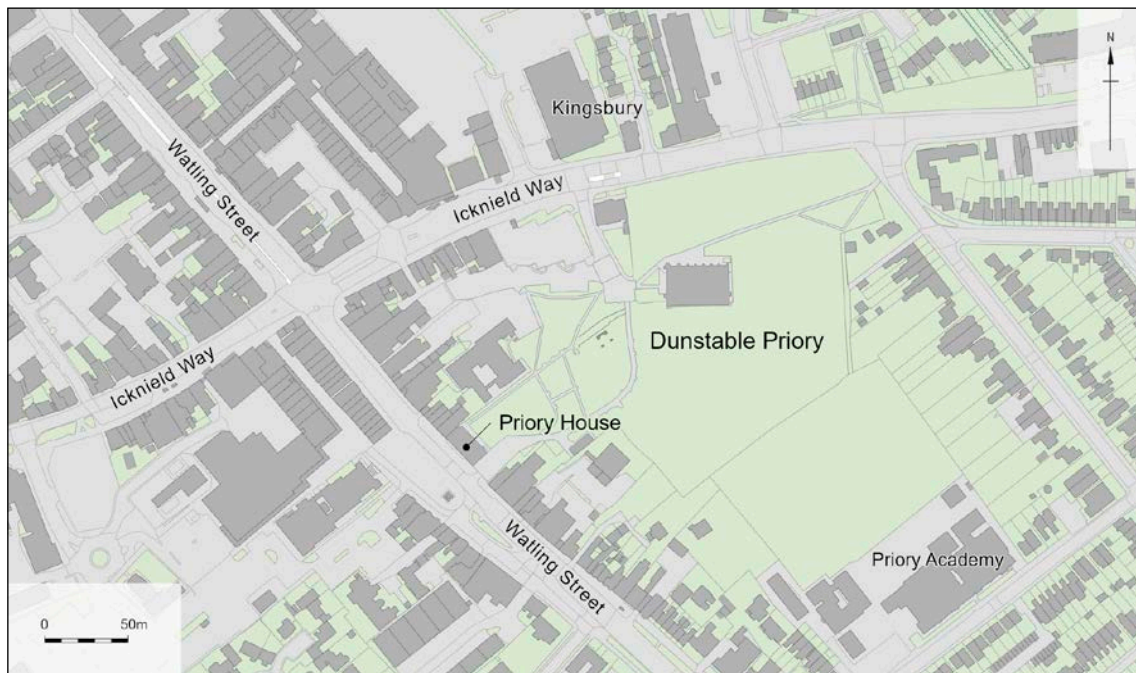 N
Kingsbury
Watling Street
Icknield Way
Dunstable Priory
Icknield Way
Priory House
Watling Street
Priory Academy
0 50m